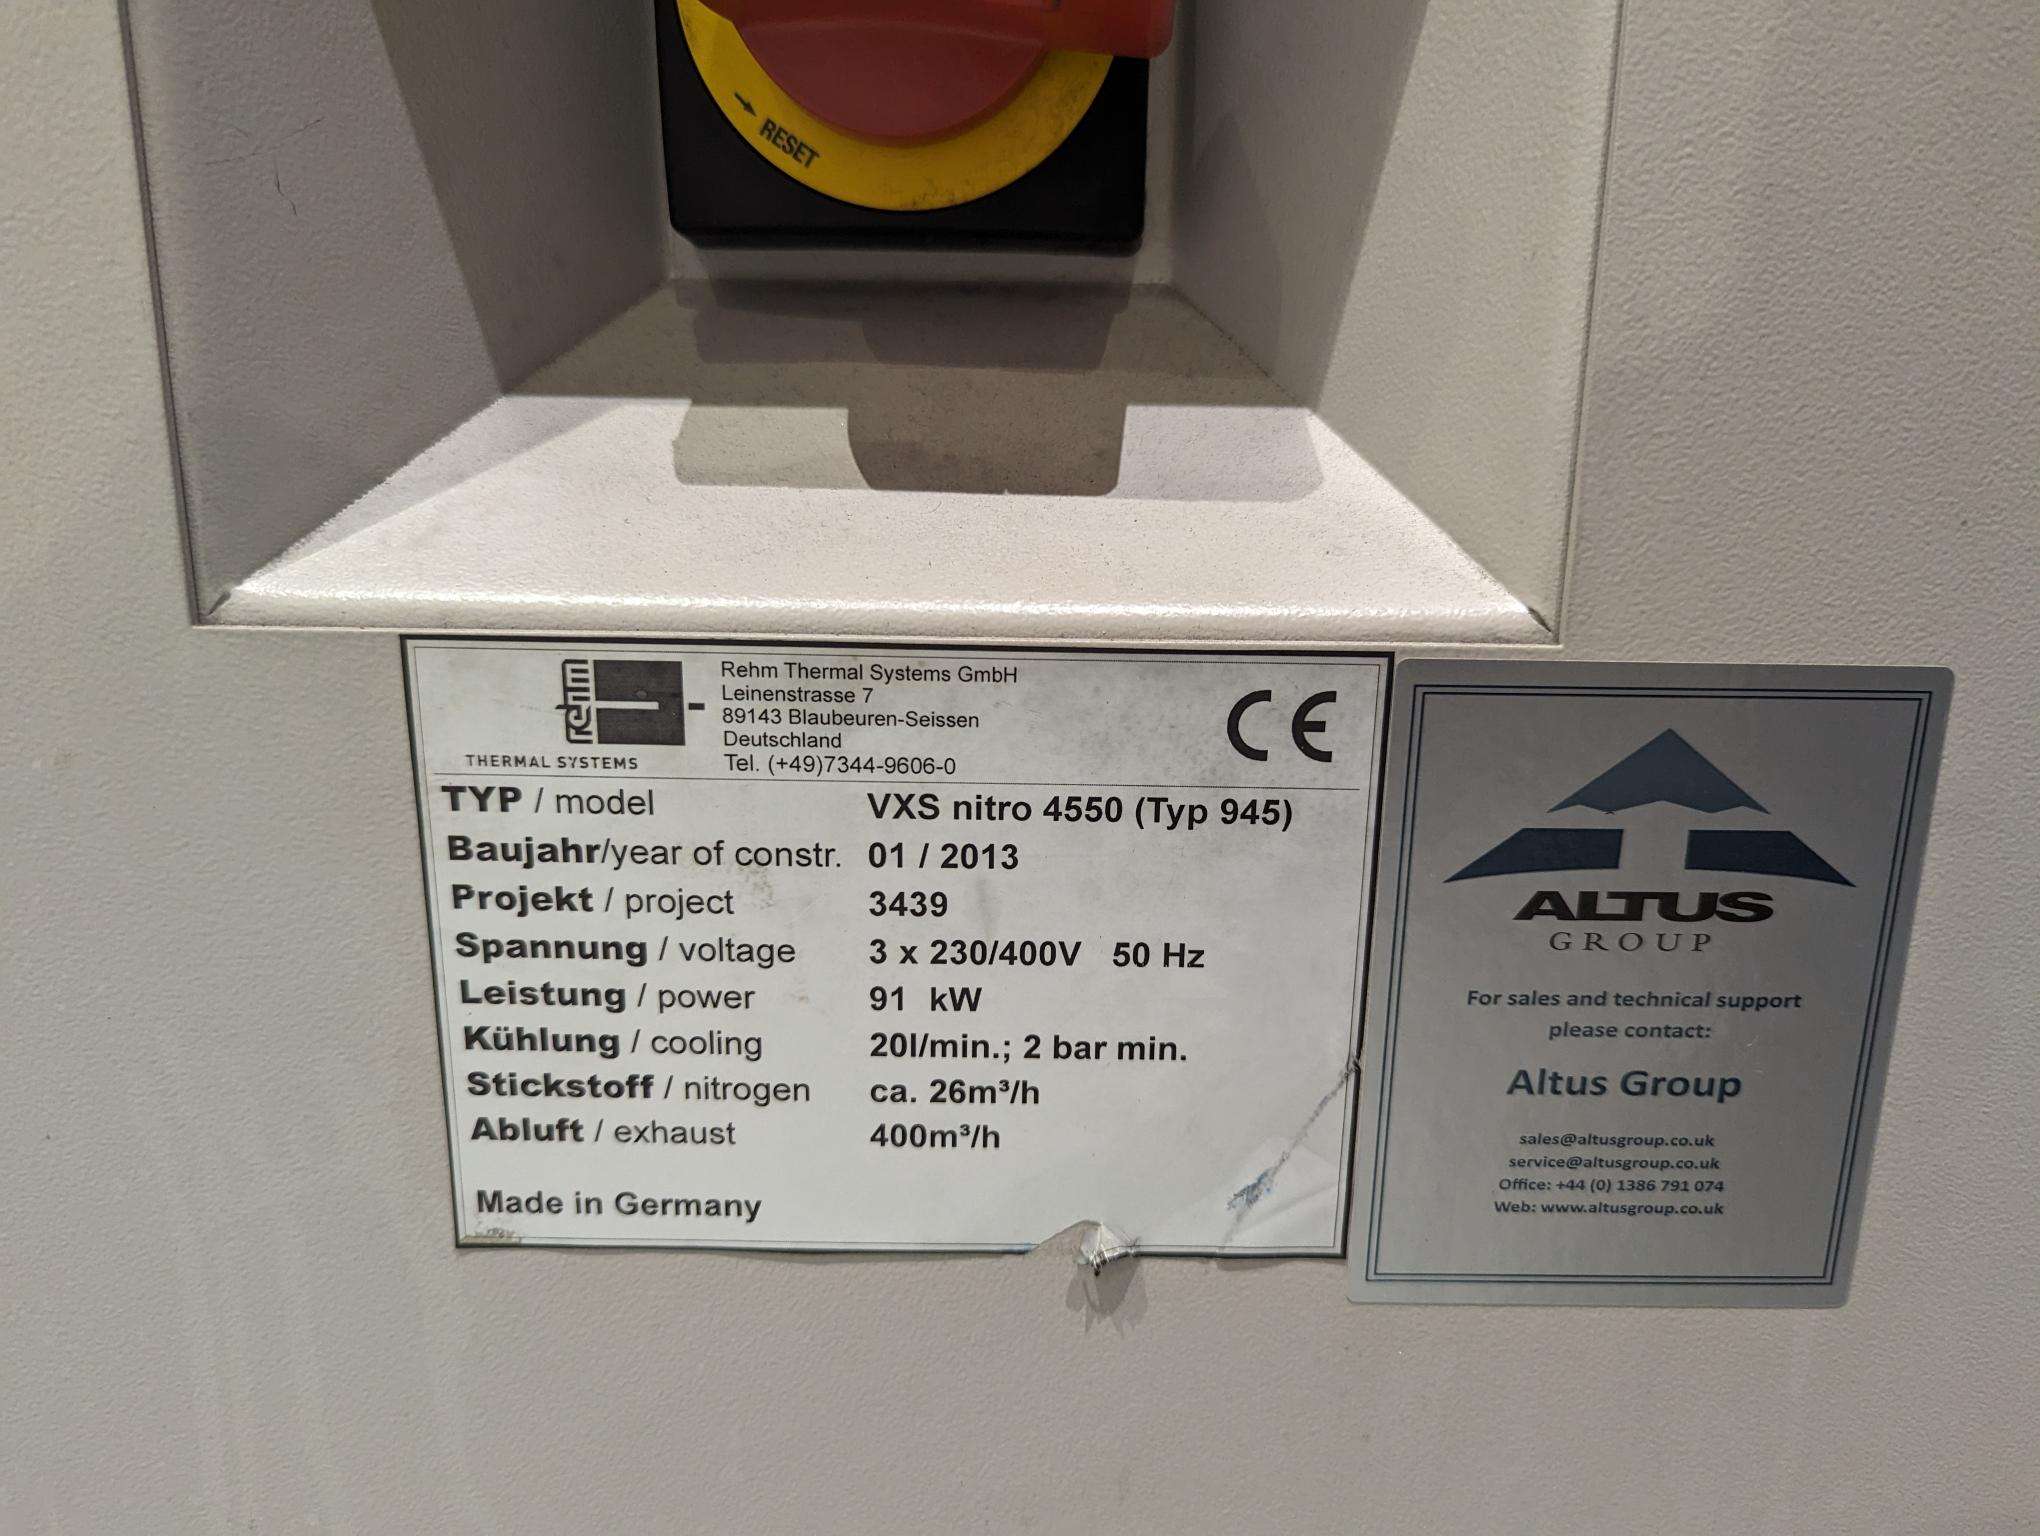 → RESET
rehm
THERMAL SYSTEMS
Rehm Thermal Systems GmbH
Leinenstrasse 7
89143 Blaubeuren-Seissen
Deutschland
Tel. (+49)7344-9606-0
CE
TYP / model VXS nitro 4550 (Typ 945)
Baujahr/year of constr. 01 / 2013
Projekt / project 3439
Spannung / voltage 3 x 230/400V 50 Hz
Leistung / power 91 kW
Kühlung / cooling 20l/min.; 2 bar min.
Stickstoff / nitrogen ca. 26m³/h
Abluft / exhaust 400m³/h
Made in Germany
ALTUS
GROUP
For sales and technical support
please contact:
Altus Group
sales@altusgroup.co.uk
service@altusgroup.co.uk
Office: +44 (0) 1386 791 074
Web: www.altusgroup.co.uk